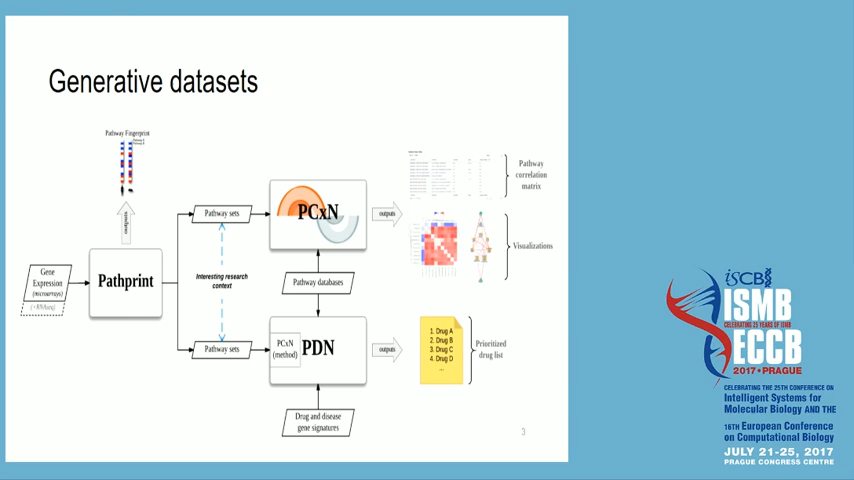 Generative datasets
Pathway Fingerprint
Gene
Expression
(microarrays)
(+RNAseq)
Pathprint
Pathway sets
Interesting research
context
Pathway sets
PCxN
Pathway databases
PCxN
(method)
PDN
Drug and disease
gene signatures
outputs
outputs
Pathway
correlation
matrix
Visualizations
1. Drug A
2. Drug B
3. Drug C
4. Drug D
...
Prioritized
drug list
3
iSCB
ISMB
CELEBRATING 25 YEARS OF ISMB
ECCB
2017 • PRAGUE
CELEBRATING THE 25TH CONFERENCE ON
Intelligent Systems for
Molecular Biology AND THE
16TH European Conference
on Computational Biology
JULY 21-25, 2017
PRAGUE CONGRESS CENTRE